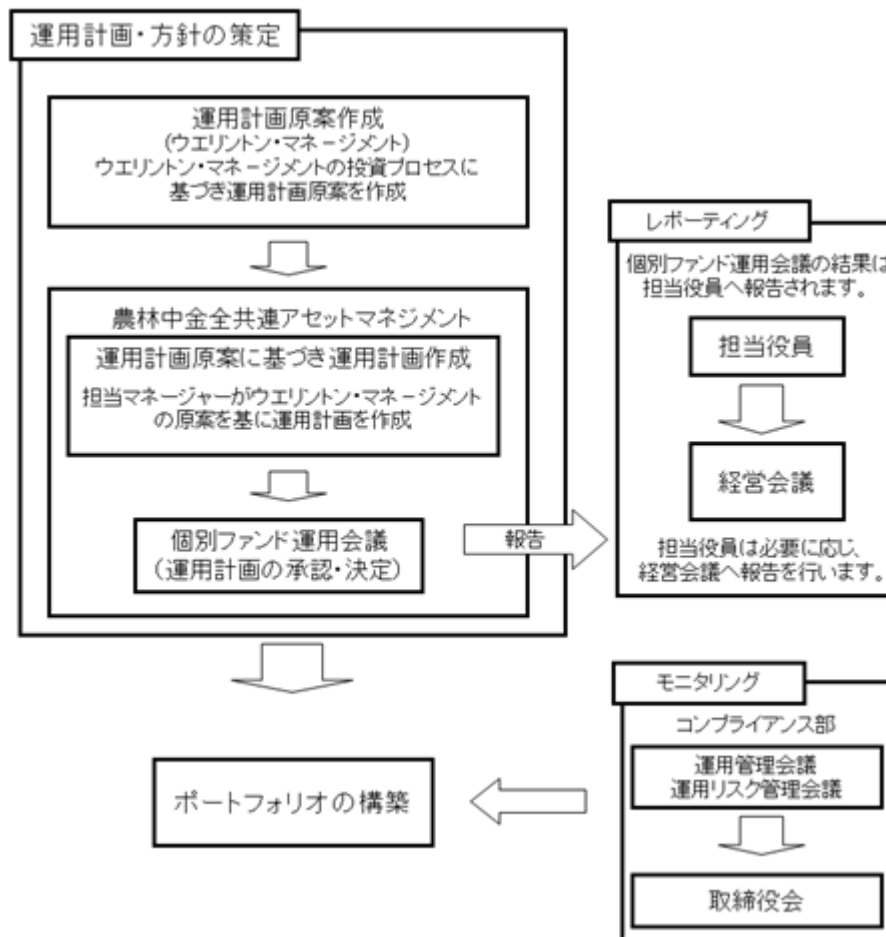 運用計画・方針の策定
運用計画原案作成
(ウエリントン・マネージメント)
ウエリントン・マネージメントの投資プロセスに
基づき運用計画原案を作成
農林中金全共連アセットマネジメント
運用計画原案に基づき運用計画作成
担当マネージャーがウエリントン・マネージメント
の原案を基に運用計画を作成
個別ファンド運用会議
(運用計画の承認・決定)
報告
レポーティング
個別ファンド運用会議の結果は
担当役員へ報告されます。
担当役員
経営会議
担当役員は必要に応じ、
経営会議へ報告を行います。
ポートフォリオの構築
モニタリング
コンプライアンス部
運用管理会議
運用リスク管理会議
取締役会